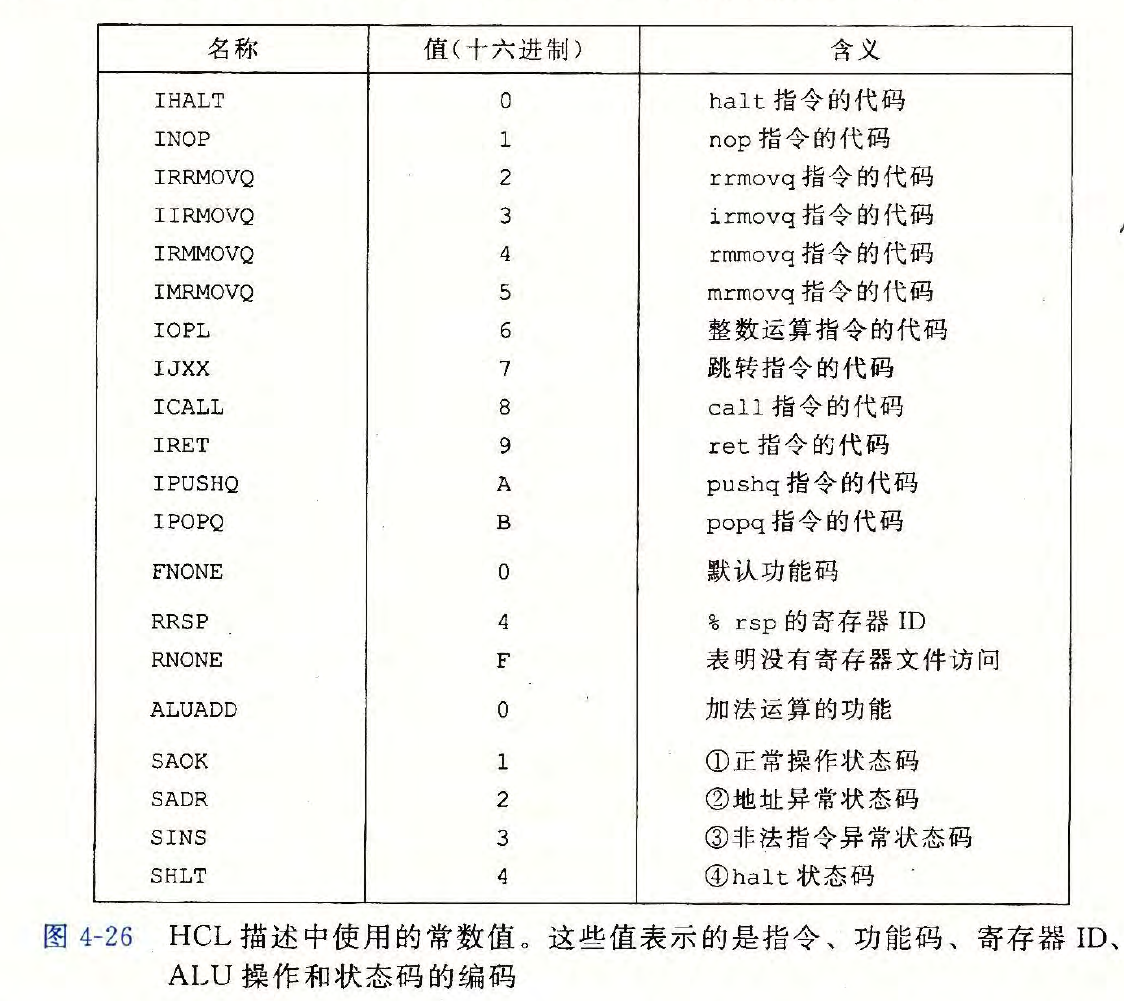 名称 值(十六进制) 含义
IHALT 0 halt 指令的代码
INOP 1 nop 指令的代码
IRRMOVQ 2 rrmovq 指令的代码
IIRMOVQ 3 irmovq 指令的代码
IRMMOVQ 4 rmmovq 指令的代码
IMRMOVQ 5 mrmovq 指令的代码
IOPL 6 整数运算指令的代码
IJXX 7 跳转指令的代码
ICALL 8 call 指令的代码
IRET 9 ret 指令的代码
IPUSHQ A pushq 指令的代码
IPOPQ B popq 指令的代码
FNONE 0 默认功能码
RRSP 4 % rsp 的寄存器 ID
RNONE F 表明没有寄存器文件访问
ALUADD 0 加法运算的功能
SAOK 1 ①正常操作状态码
SADR 2 ②地址异常状态码
SINS 3 ③非法指令异常状态码
SHLT 4 ④halt 状态码
图 4-26 HCL 描述中使用的常数值。这些值表示的是指令、功能码、寄存器 ID、
ALU 操作和状态码的编码